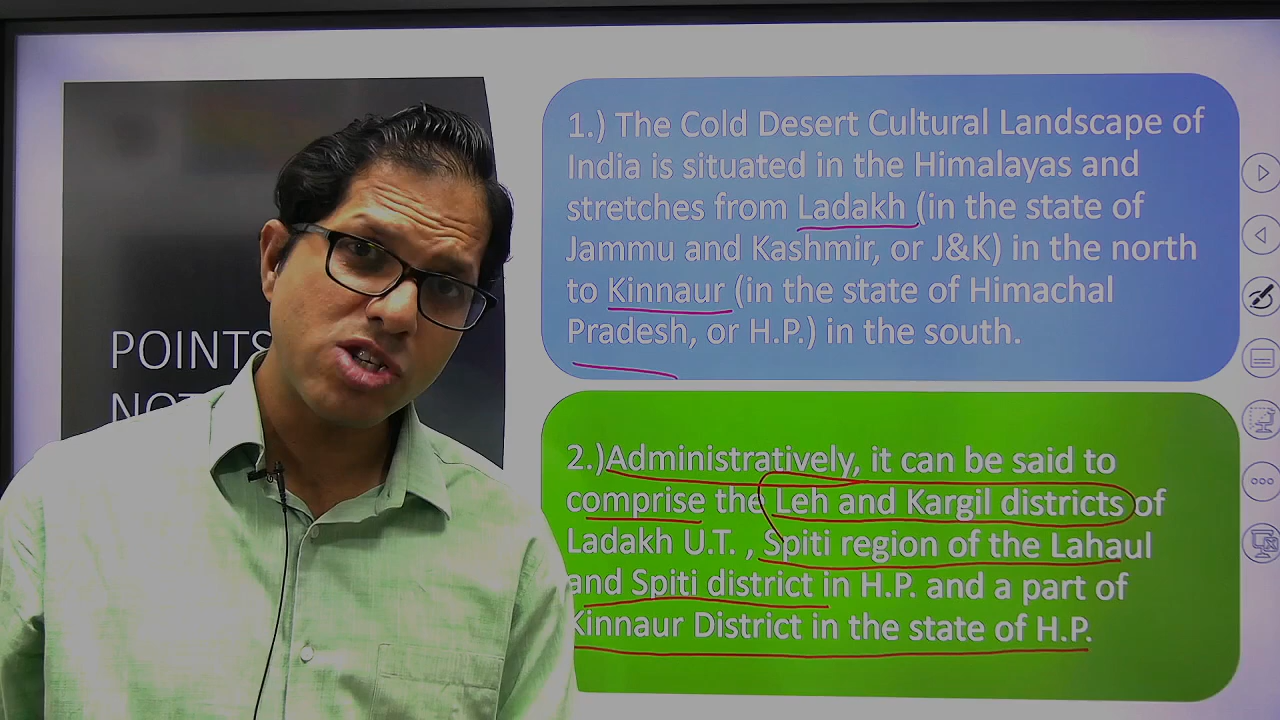 POINTS
1.) The Cold Desert Cultural Landscape of
India is situated in the Himalayas and
stretches from Ladakh (in the state of
Jammu and Kashmir, or J&K) in the north
to Kinnaur (in the state of Himachal
Pradesh, or H.P.) in the south.
2.)Administratively, it can be said to
comprise the Leh and Kargil districts of
Ladakh U.T. , Spiti region of the Lahaul
and Spiti district in H.P. and a part of
Kinnaur District in the state of H.P.